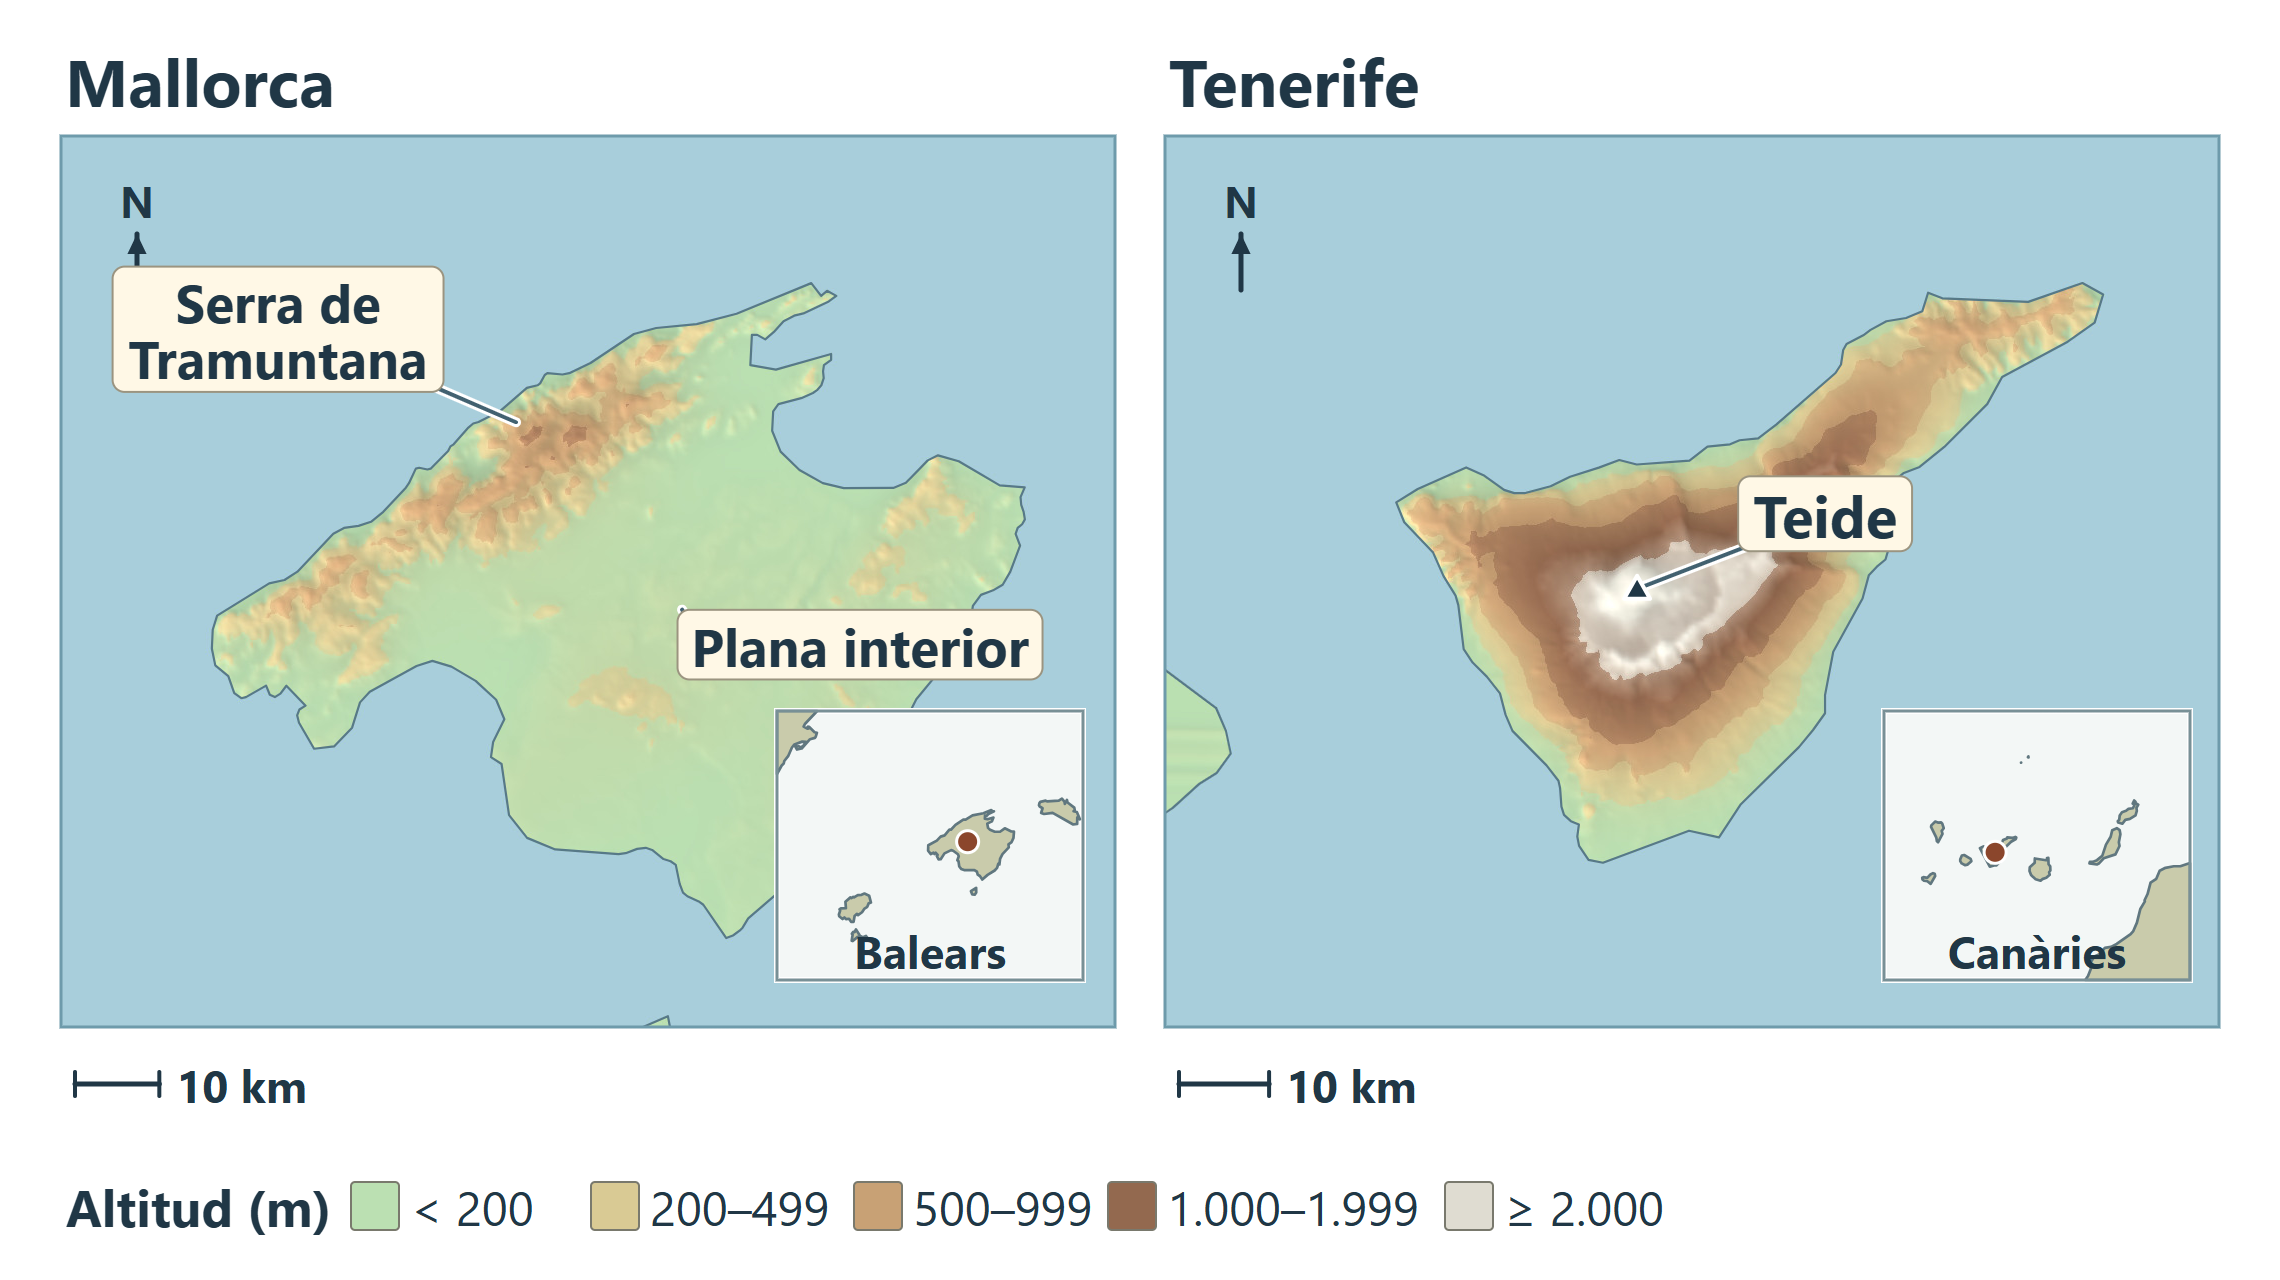 Mallorca
N
Serra de
Tramuntana
Plana interior
Balears
10 km
Tenerife
N
Teide
Canàries
10 km
Altitud (m)
< 200
200–499
500–999
1.000–1.999
≥ 2.000